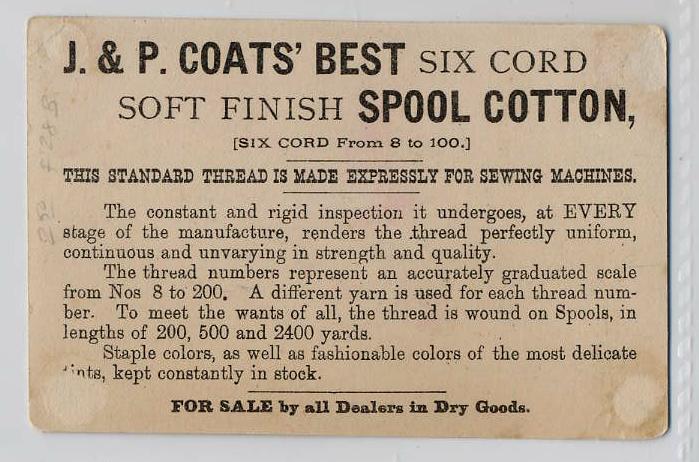 J. & P. COATS' BEST SIX CORD
SOFT FINISH SPOOL COTTON,
[SIX CORD From 8 to 100.]
THIS STANDARD THREAD IS MADE EXPRESSLY FOR SEWING MACHINES.
The constant and rigid inspection it undergoes, at EVERY
stage of the manufacture, renders the thread perfectly uniform,
continuous and unvarying in strength and quality.
The thread numbers represent an accurately graduated scale
from Nos 8 to 200. A different yarn is used for each thread num-
ber. To meet the wants of all, the thread is wound on Spools, in
lengths of 200, 500 and 2400 yards.
Staple colors, as well as fashionable colors of the most delicate
kept constantly in stock.
FOR SALE by all Dealers in Dry Goods.